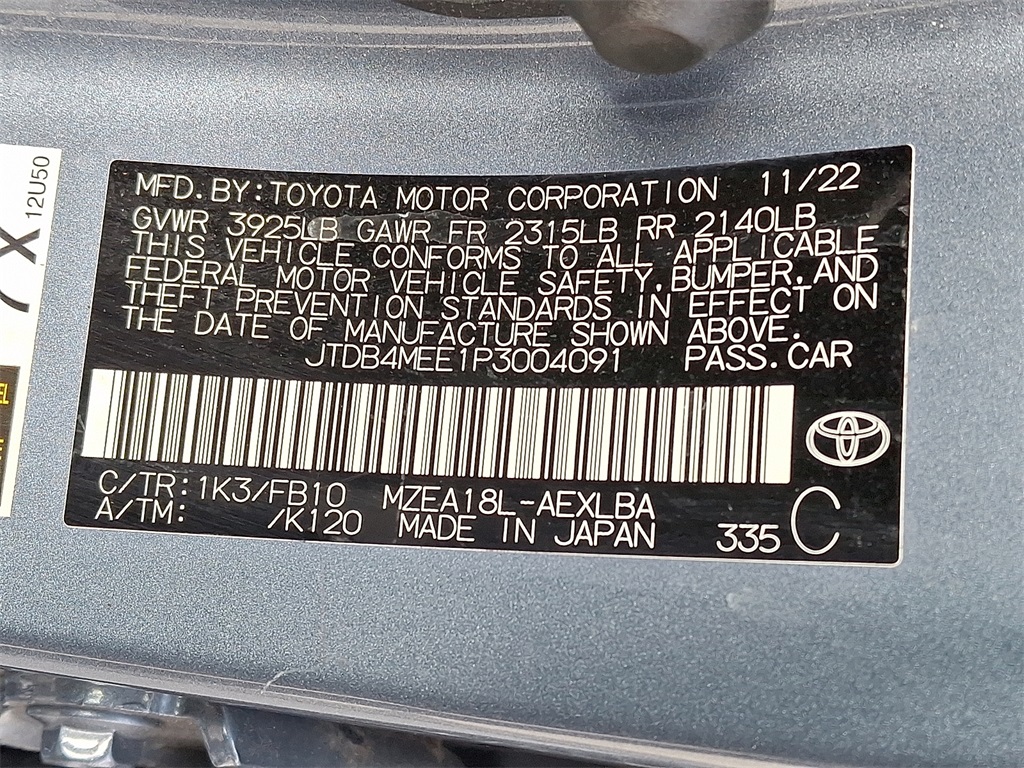 12U50
X
EL
MFD. BY: TOYOTA MOTOR CORPORATION 11/22
GVWR 3925LB GAWR FR 2315LB RR 2140LB
THIS VEHICLE CONFORMS TO ALL APPLICABLE
FEDERAL MOTOR VEHICLE SAFETY, BUMPER, AND
THEFT PREVENTION STANDARDS IN EFFECT ON
THE DATE OF MANUFACTURE SHOWN ABOVE.
JTDB4MEE1P3004091 PASS. CAR
C/TR: 1K3/FB10 MZEA18L-AEXLBA
A/TM: /K120 MADE IN JAPAN 335 C